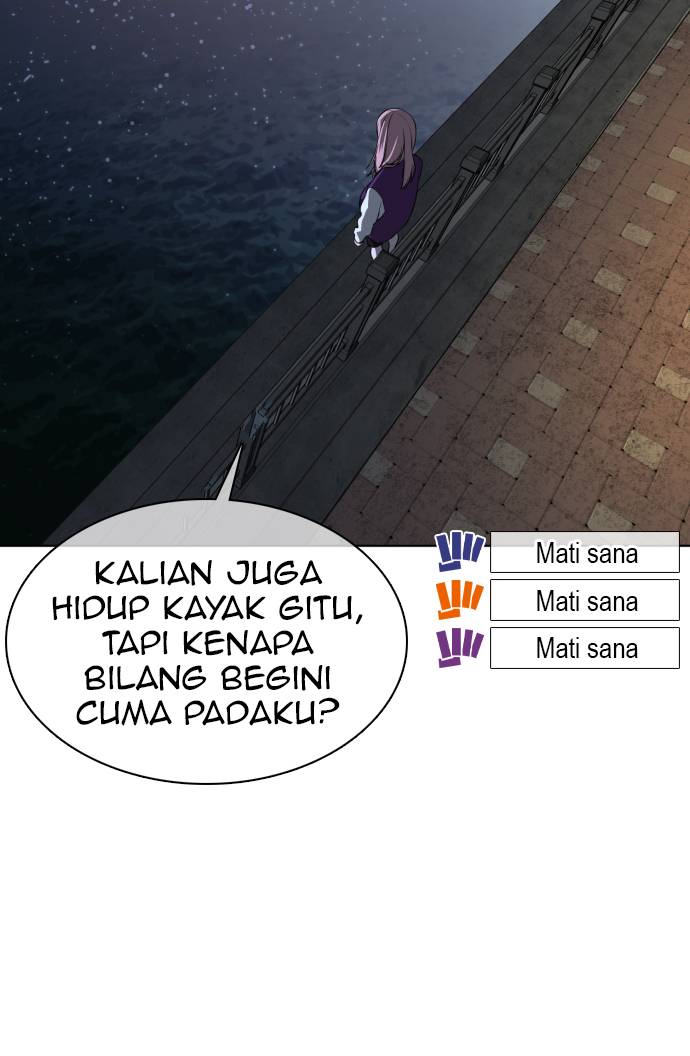 KALIAN JUGA
HIDUP KAYAK GITU,
TAPI KENAPA
BILANG BEGINI
CUMA PADAKU?
Mati sana
Mati sana
Mati sana